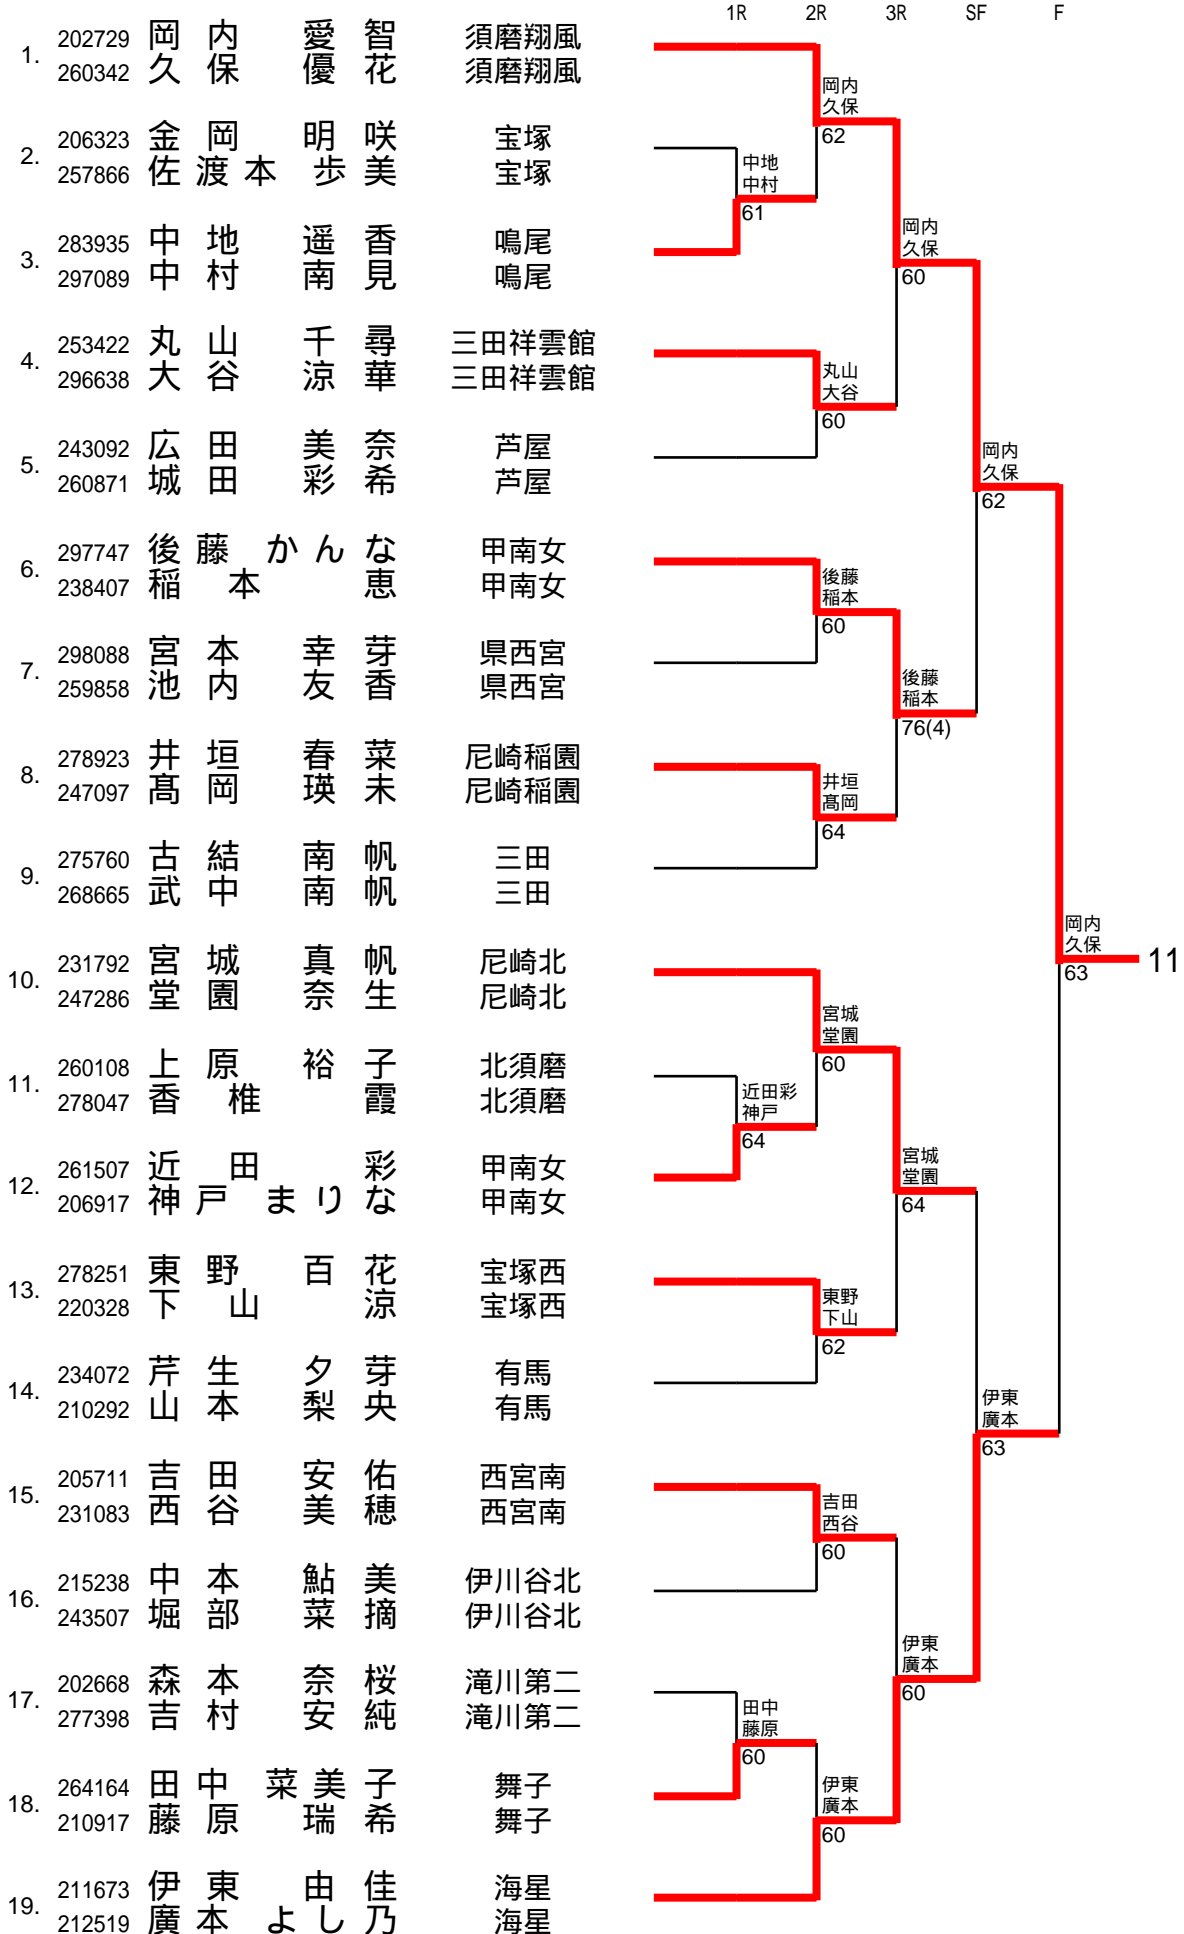 1R 2R 3R SF F
1. 202729 岡内 愛智 須磨翔風
260342 久保 優花 須磨翔風
2. 206323 金岡 明咲 宝塚
257866 佐渡本 歩美 宝塚
3. 283935 中地 遥香 鳴尾
297089 中村 南見 鳴尾
4. 253422 丸山 千尋 三田祥雲館
296638 大谷 涼華 三田祥雲館
5. 243092 広田 美奈 芦屋
260871 城田 彩希 芦屋
6. 297747 後藤 かんな 甲南女
238407 稲本 恵 甲南女
7. 298088 宮本 幸芽 県西宮
259858 池内 友香 県西宮
8. 278923 井垣 春菜 尼崎稲園
247097 髙岡 瑛未 尼崎稲園
9. 275760 古結 南帆 三田
268665 武中 南帆 三田
10. 231792 宮城 真帆 尼崎北
247286 堂園 奈生 尼崎北
11. 260108 上原 裕子 北須磨
278047 香椎 霞 北須磨
12. 261507 近田 彩 甲南女
206917 神戸 まりな 甲南女
13. 278251 東野 百花 宝塚西
220328 下山 涼 宝塚西
14. 234072 芹生 夕芽 有馬
210292 山本 梨央 有馬
15. 205711 吉田 安佑 西宮南
231083 西谷 美穂 西宮南
16. 215238 中本 鮎美 伊川谷北
243507 堀部 菜摘 伊川谷北
17. 202668 森本 奈桜 滝川第二
277398 吉村 安純 滝川第二
18. 264164 田中 菜美子 舞子
210917 藤原 瑞希 舞子
19. 211673 伊東 由佳 海星
212519 廣本 よし乃 海星
中地
中村
61
近田彩
神戸
64
田中
藤原
60
岡内
久保
62
丸山
大谷
60
後藤
稲本
60
井垣
髙岡
64
宮城
堂園
60
東野
下山
62
吉田
西谷
60
伊東
廣本
60
岡内
久保
60
後藤
稲本
76(4)
宮城
堂園
64
伊東
廣本
60
岡内
久保
62
伊東
廣本
63
岡内
久保
63
11